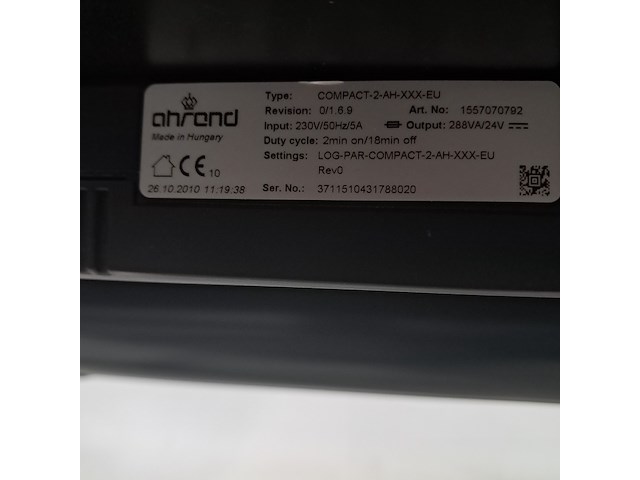 ahrend
Made in Hungary
CE 10
26.10.2010 11:19:38
Type: COMPACT-2-AH-XXX-EU
Revision: 0/1.6.9 Art. No.: 1557070792
Input: 230V/50Hz/5A Output: 288VA/24V
Duty cycle: 2min on/18min off
Settings: LOG-PAR-COMPACT-2-AH-XXX-EU
Rev0
Ser. No.: 3711510431788020